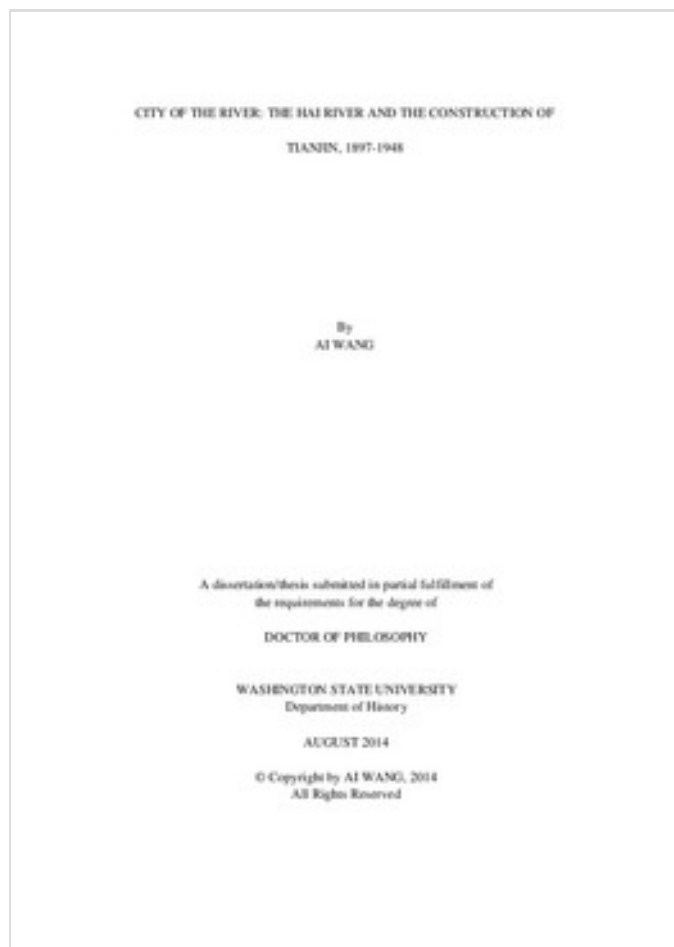 CITY OF THE RIVER: THE HAI RIVER AND THE CONSTRUCTION OF
TIANJIN, 1897-1948
By
AI WANG
A dissertation/thesis submitted in partial fulfillment of
the requirements for the degree of
DOCTOR OF PHILOSOPHY
WASHINGTON STATE UNIVERSITY
Department of History
AUGUST 2014
© Copyright by AI WANG, 2014
All Rights Reserved